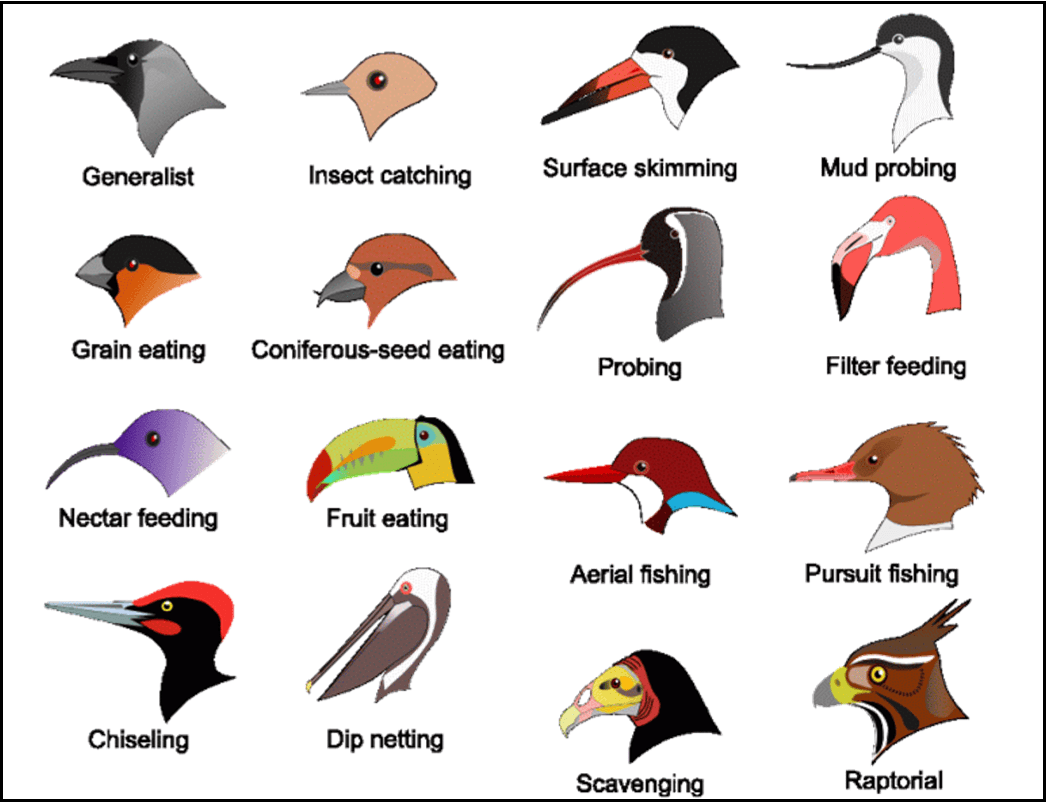 Generalist
Insect catching
Surface skimming
Mud probing
Grain eating
Coniferous-seed eating
Probing
Filter feeding
Nectar feeding
Fruit eating
Aerial fishing
Pursuit fishing
Chiseling
Dip netting
Scavenging
Raptorial